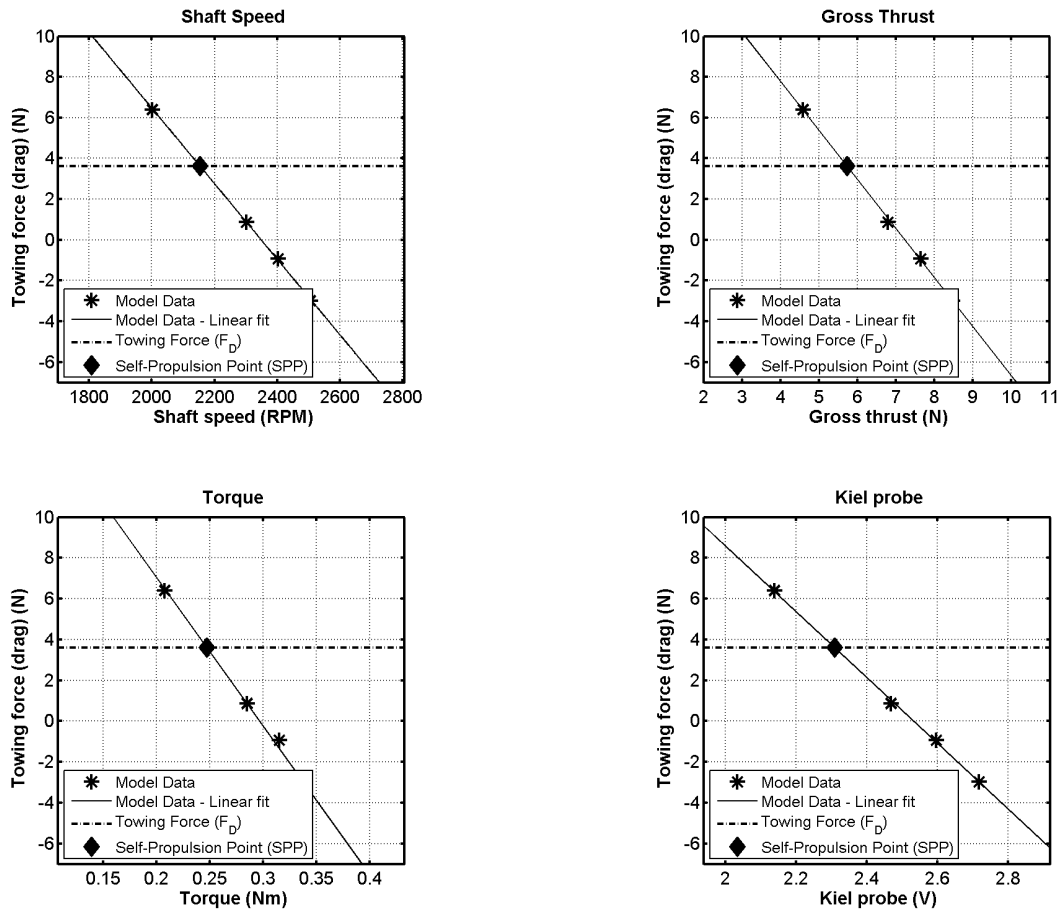 Shaft Speed
10
8
6
4
2
0
-2
-4
-6
Towing force (drag) (N)
Model Data
Model Data - Linear fit
Towing Force (F_D)
Self-Propulsion Point (SPP)
1800 2000 2200 2400 2600 2800
Shaft speed (RPM)
Gross Thrust
10
8
6
4
2
0
-2
-4
-6
Towing force (drag) (N)
Model Data
Model Data - Linear fit
Towing Force (F_D)
Self-Propulsion Point (SPP)
2 3 4 5 6 7 8 9 10 11
Gross thrust (N)
Torque
10
8
6
4
2
0
-2
-4
-6
Towing force (drag) (N)
Model Data
Model Data - Linear fit
Towing Force (F_D)
Self-Propulsion Point (SPP)
0.15 0.2 0.25 0.3 0.35 0.4
Torque (Nm)
Kiel probe
10
8
6
4
2
0
-2
-4
-6
Towing force (drag) (N)
Model Data
Model Data - Linear fit
Towing Force (F_D)
Self-Propulsion Point (SPP)
2 2.2 2.4 2.6 2.8
Kiel probe (V)